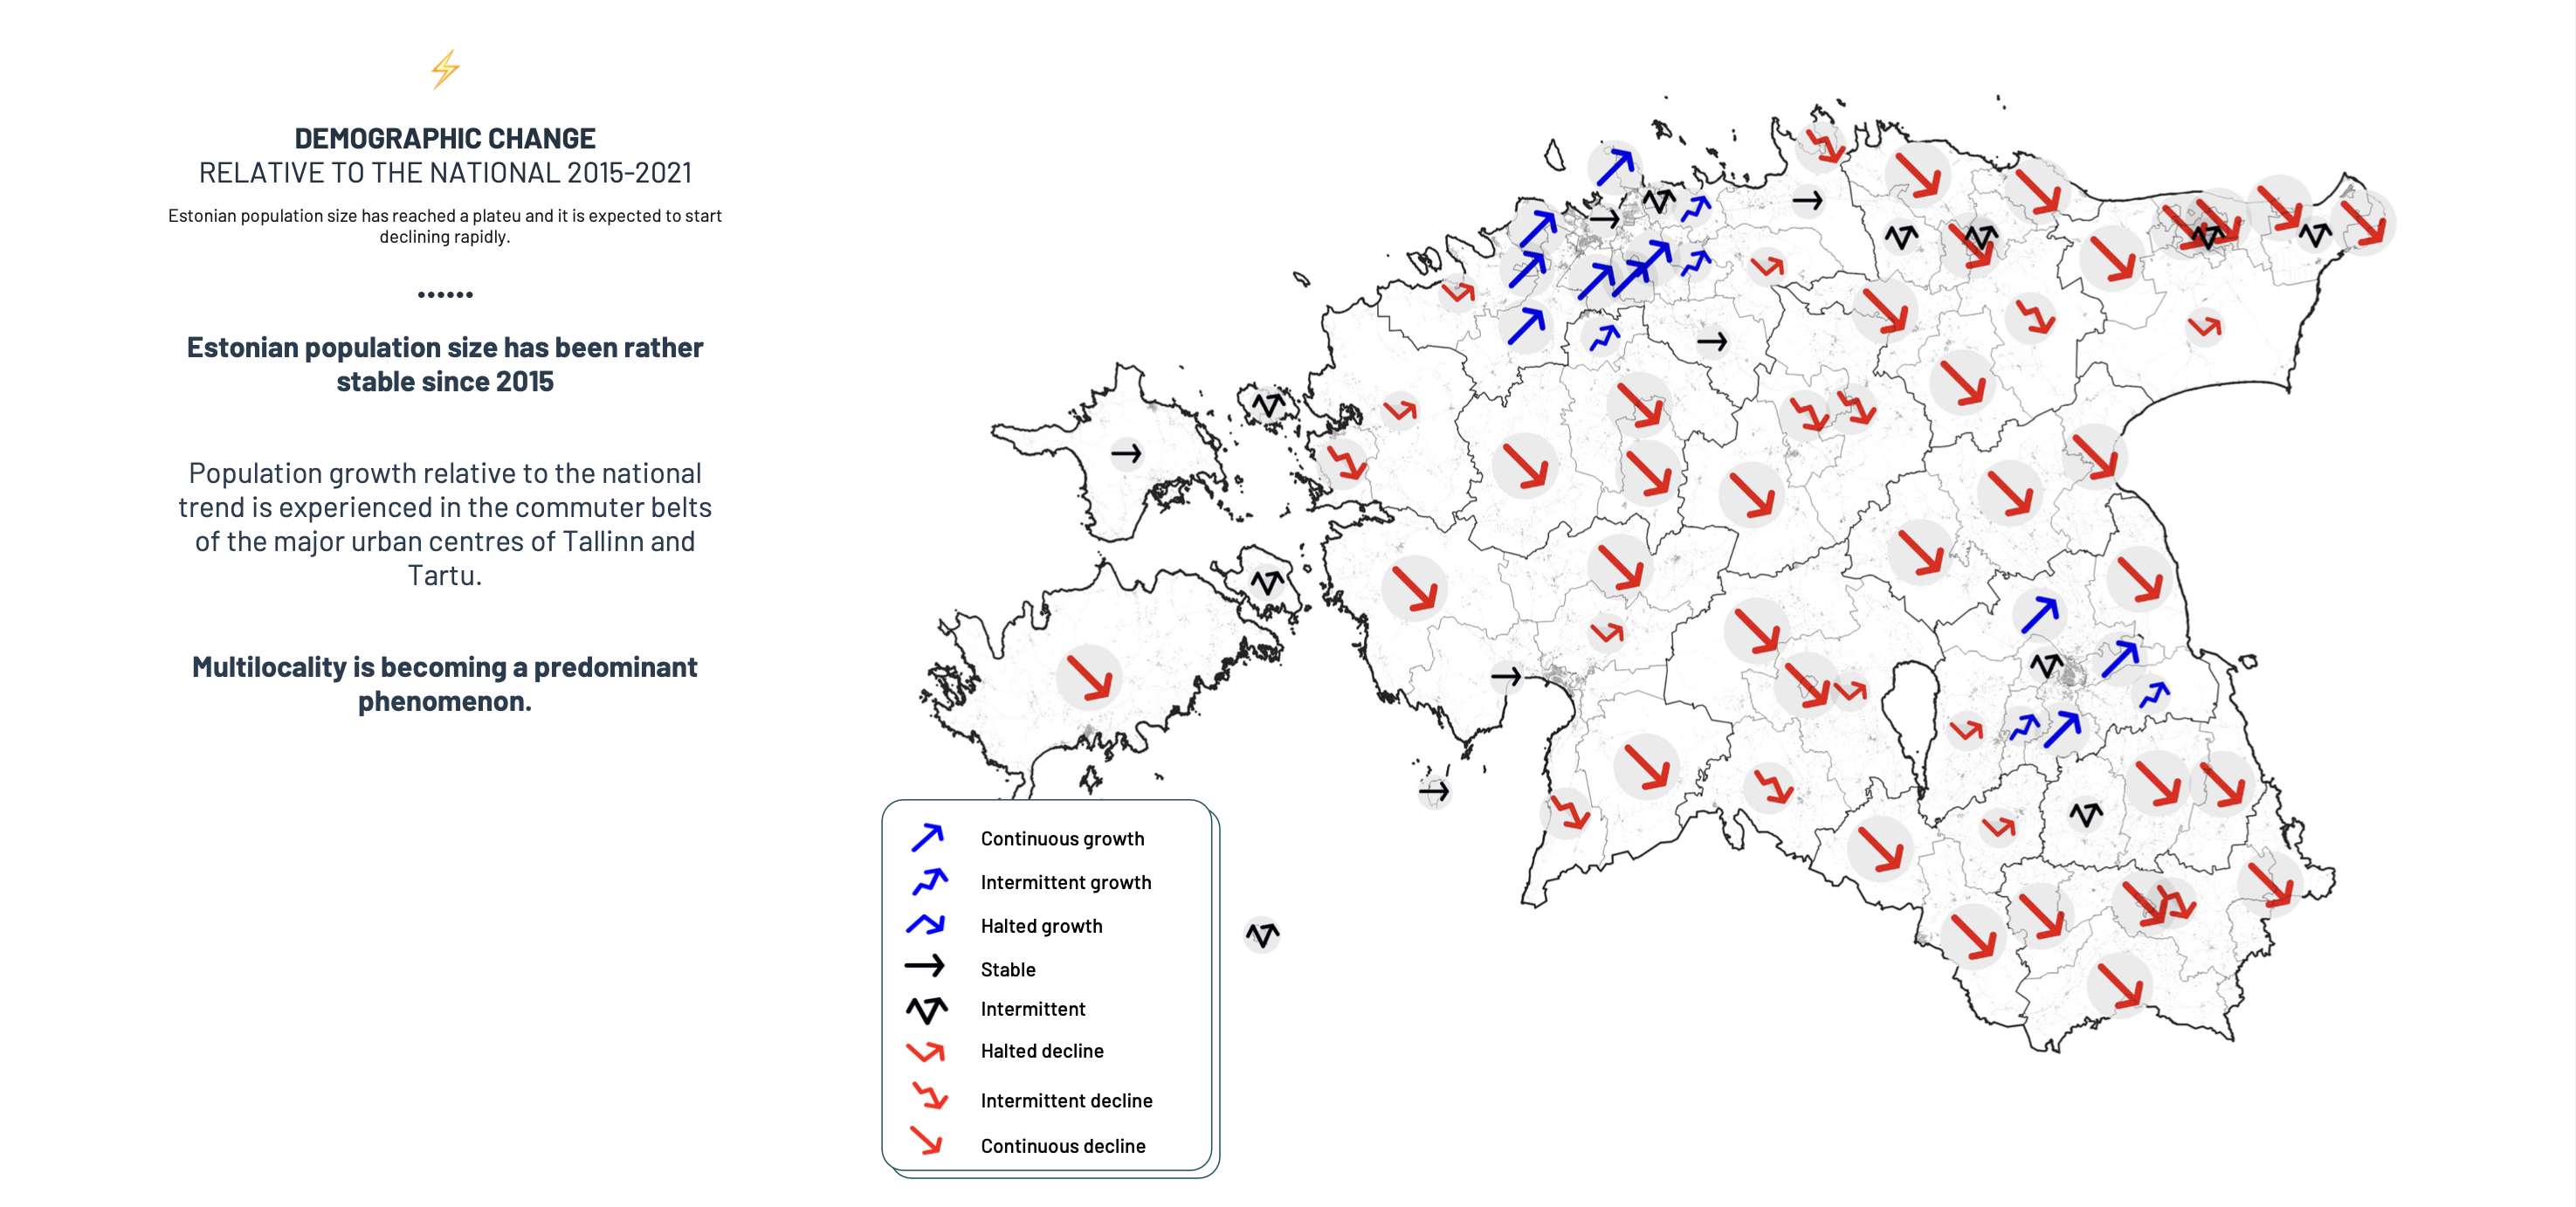 DEMOGRAPHIC CHANGE
RELATIVE TO THE NATIONAL 2015-2021
Estonian population size has reached a plateu and it is expected to start
declining rapidly.
......
Estonian population size has been rather
stable since 2015
Population growth relative to the national
trend is experienced in the commuter belts
of the major urban centres of Tallinn and
Tartu.
Multilocality is becoming a predominant
phenomenon.
Continuous growth
Intermittent growth
Halted growth
Stable
Intermittent
Halted decline
Intermittent decline
Continuous decline